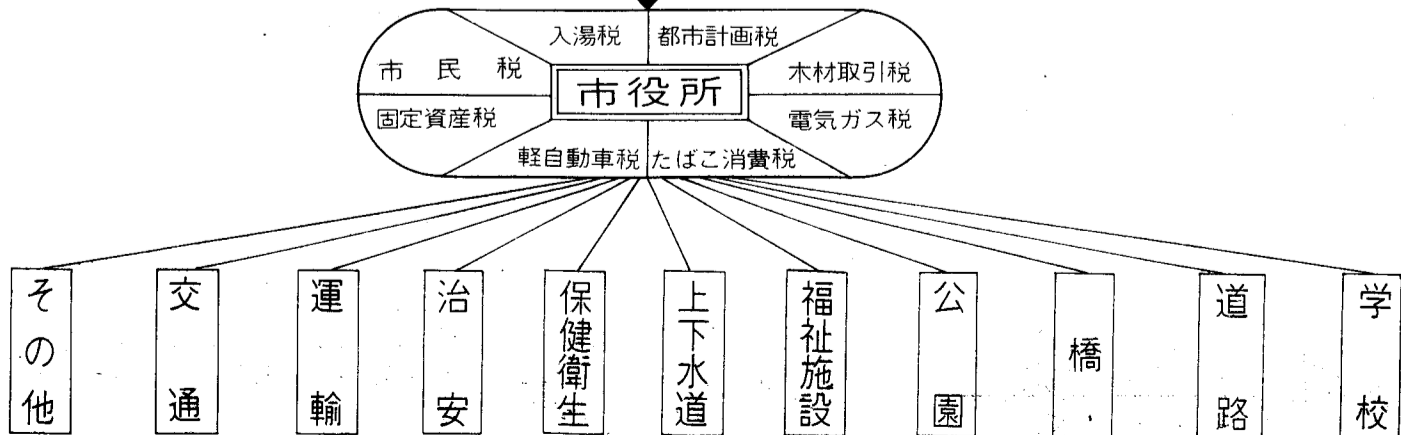 入湯税
都市計画税
市民税
木材取引税
市役所
固定資産税
電気ガス税
軽自動車税
たばこ消費税
学校
道路
橋
公園
福祉施設
上下水道
保健衛生
治安
運輸
交通
その他